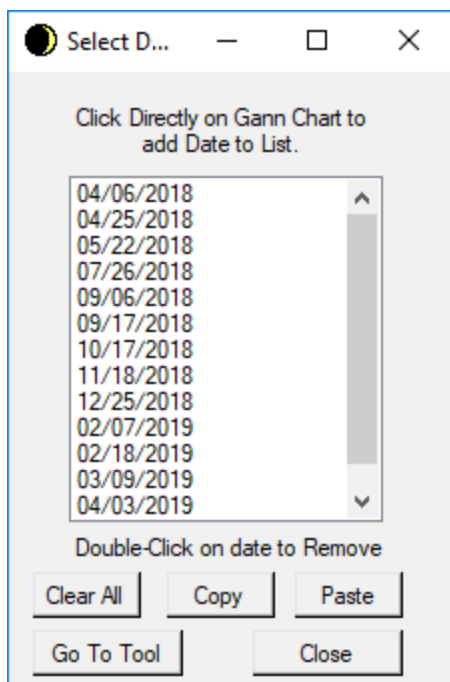 Select D...
Click Directly on Gann Chart to
add Date to List.
04/06/2018
04/25/2018
05/22/2018
07/26/2018
09/06/2018
09/17/2018
10/17/2018
11/18/2018
12/25/2018
02/07/2019
02/18/2019
03/09/2019
04/03/2019
Double-Click on date to Remove
Clear All Copy Paste
Go To Tool Close